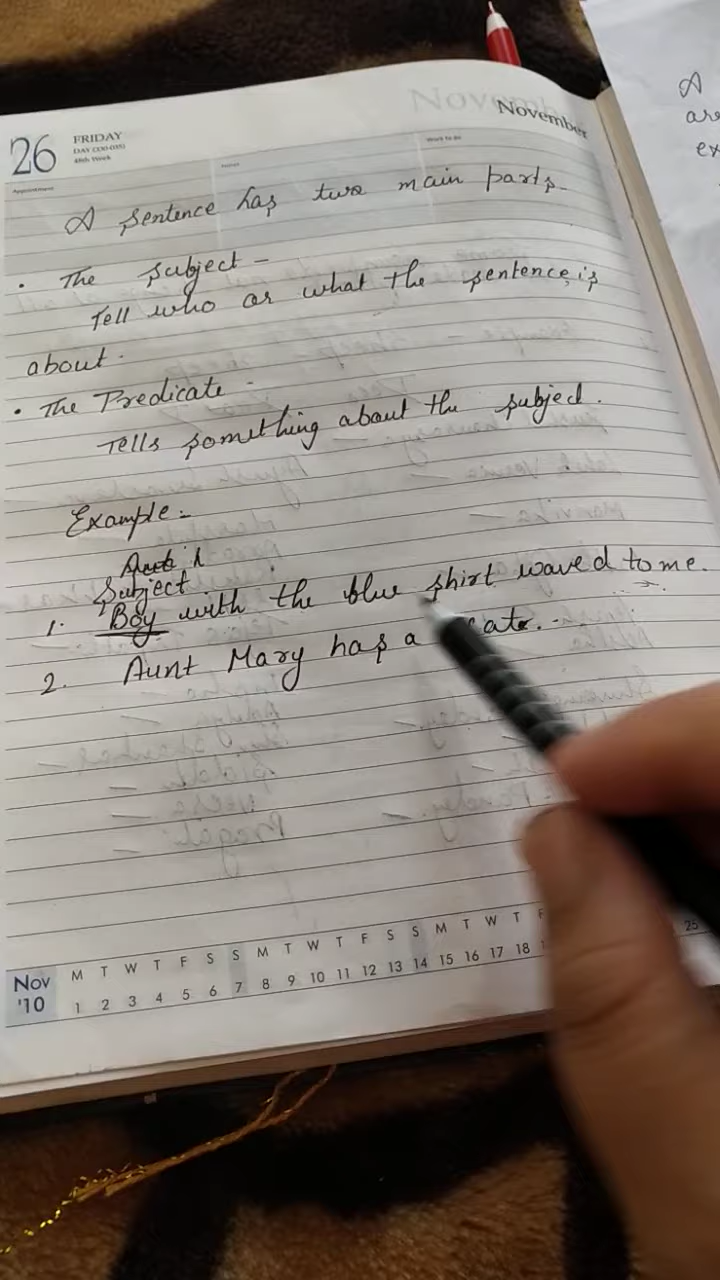 November
26 FRIDAY
A sentence has two main parts.
• The subject -
Tell who or what the sentence is
about.
• The Predicate -
Tells something about the subject.
Example :-
Subject
1. Boy with the blue shirt waved to me.
2. Aunt Mary has a
Nov M T W T F S S M T W T F S S M T W T F
'10 1 2 3 4 5 6 7 8 9 10 11 12 13 14 15 16 17 18